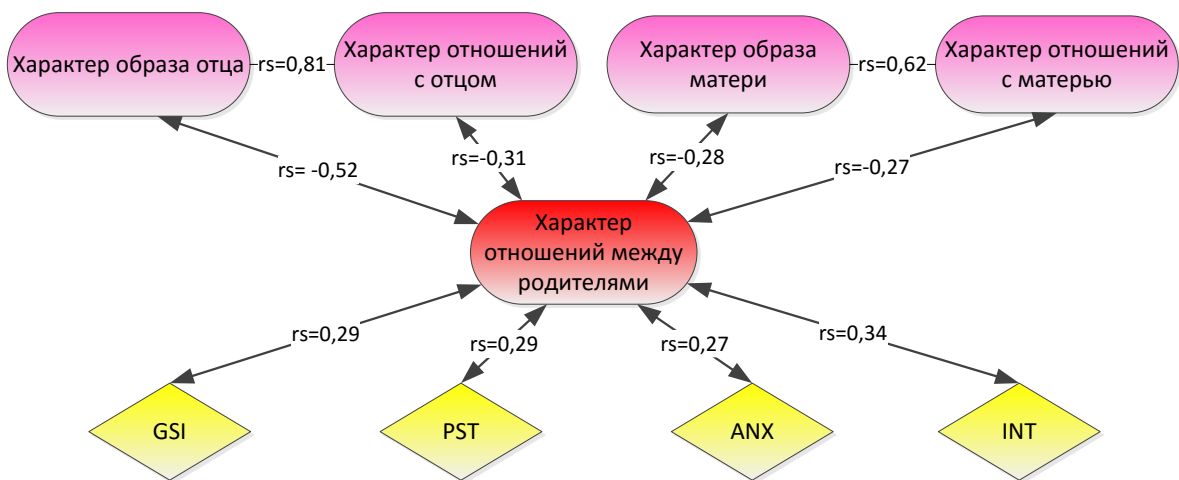 Характер образа отца
rs=0,81
Характер отношений
с отцом
Характер образа
матери
rs=0,62
Характер отношений
с матерью
rs= -0,52
rs=-0,31
rs=-0,28
rs=-0,27
Характер
отношений между
родителями
rs=0,29
rs=0,29
rs=0,27
rs=0,34
GSI
PST
ANX
INT